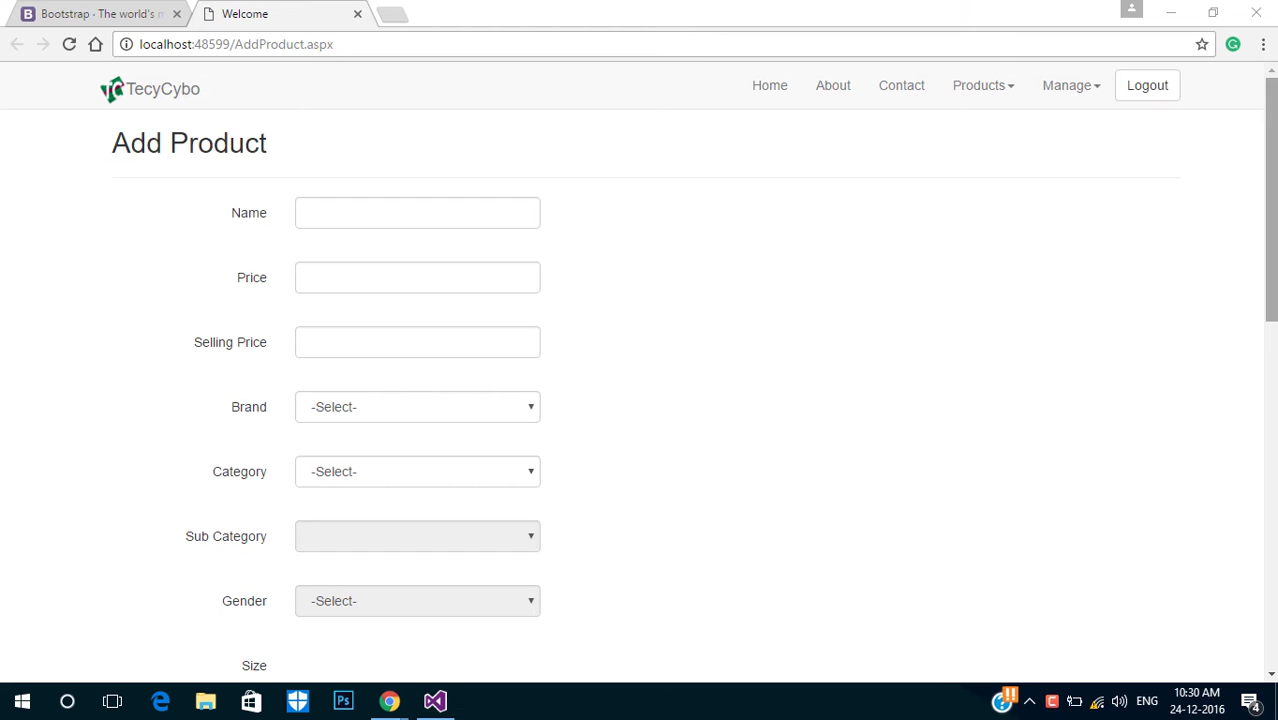 Bootstrap · The world's m
Welcome
localhost:48599/AddProduct.aspx
TecyCybo
Home
About
Contact
Products
Manage
Logout
Add Product
Name
Price
Selling Price
Brand
-Select-
Category
-Select-
Sub Category
Gender
-Select-
Size
ENG
10:30 AM
24-12-2016
4